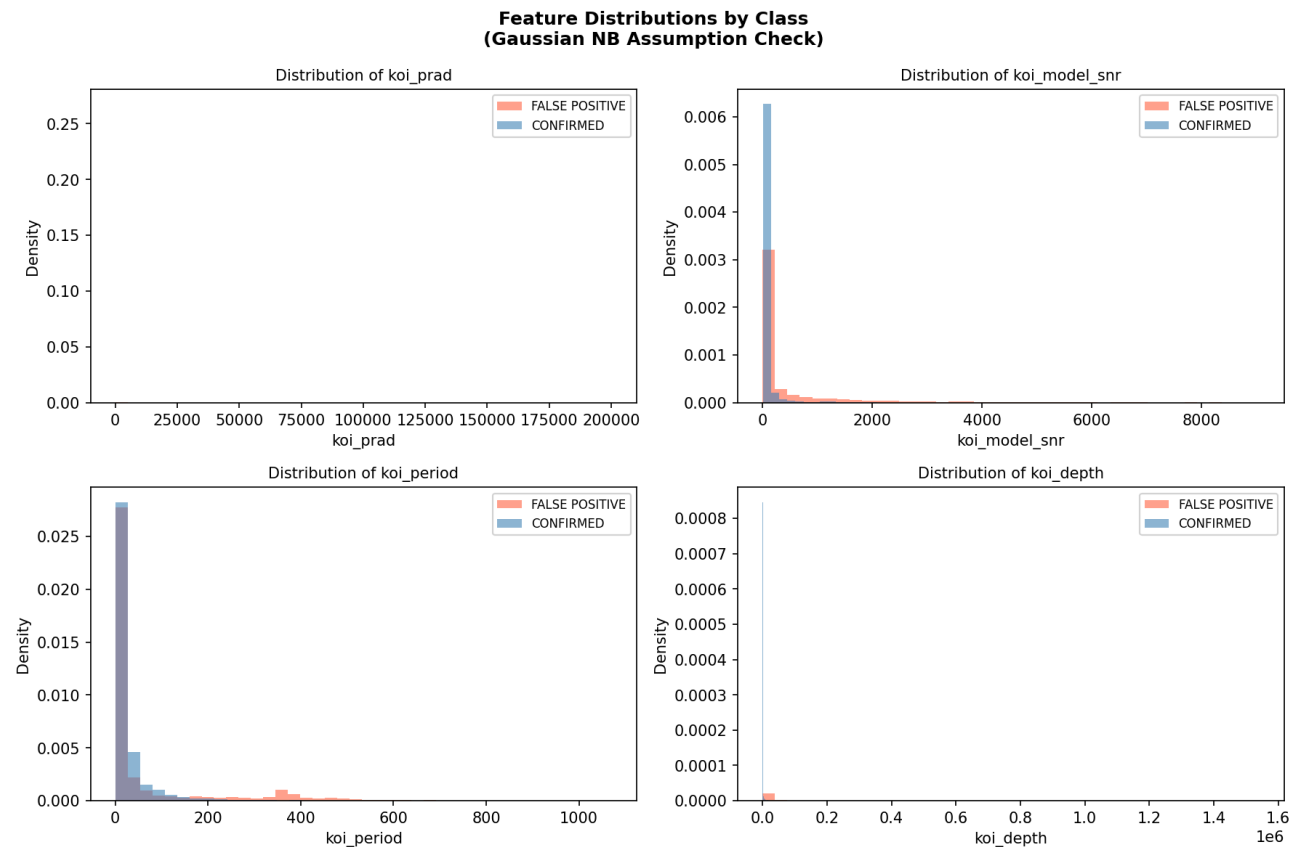 Feature Distributions by Class
(Gaussian NB Assumption Check)
Distribution of koi_prad
0.25
0.20
0.15
0.10
0.05
0.00
Density
FALSE POSITIVE
CONFIRMED
0 25000 50000 75000 100000 125000 150000 175000 200000
koi_prad
Distribution of koi_model_snr
0.006
0.005
0.004
0.003
0.002
0.001
0.000
Density
FALSE POSITIVE
CONFIRMED
0 2000 4000 6000 8000
koi_model_snr
Distribution of koi_period
0.025
0.020
0.015
0.010
0.005
0.000
Density
FALSE POSITIVE
CONFIRMED
0 200 400 600 800 1000
koi_period
Distribution of koi_depth
0.0008
0.0007
0.0006
0.0005
0.0004
0.0003
0.0002
0.0001
0.0000
Density
FALSE POSITIVE
CONFIRMED
0.0 0.2 0.4 0.6 0.8 1.0 1.2 1.4 1.6
1e6
koi_depth